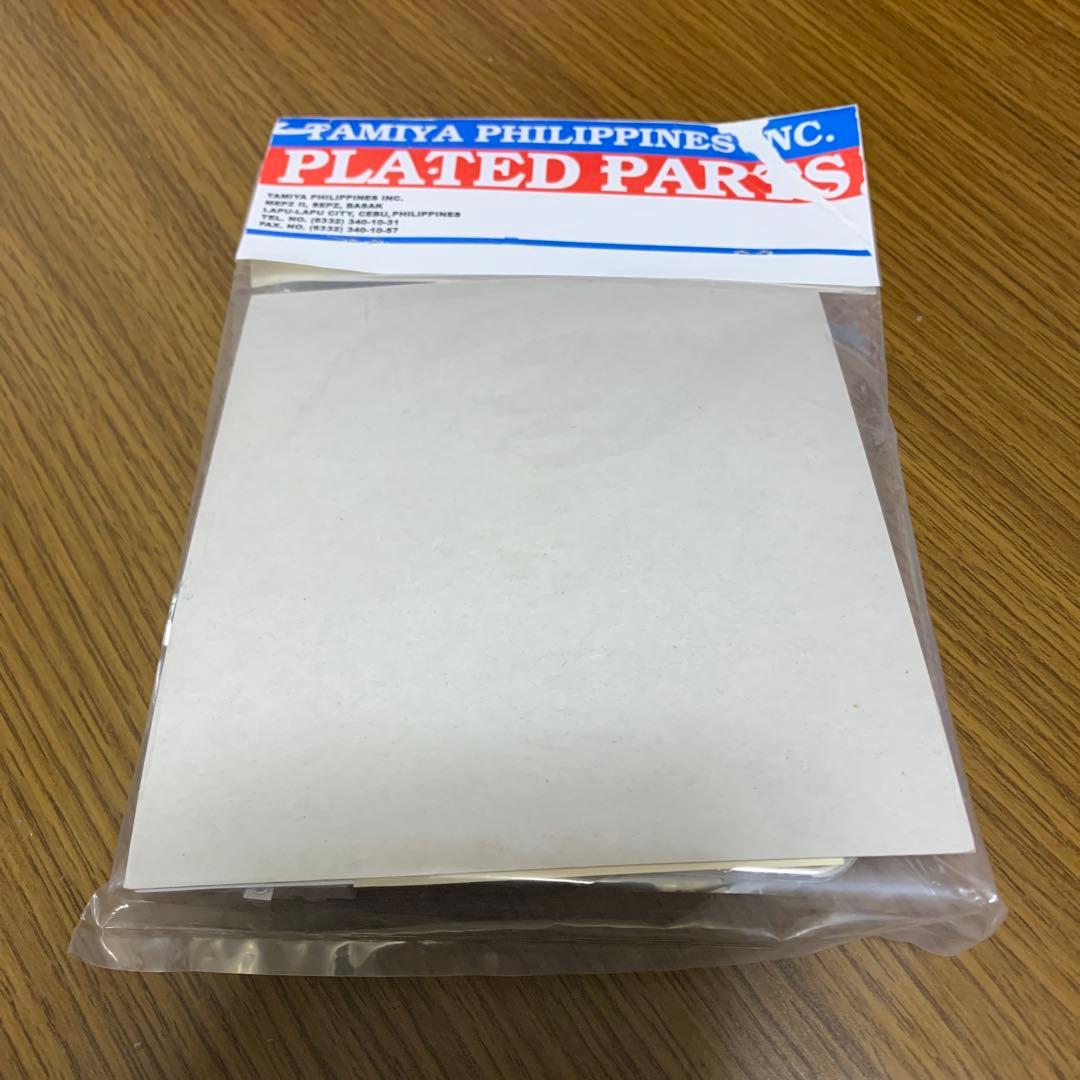 TAMIYA PHILIPPINES INC.
PLATED PARTS
TAMIYA PHILIPPINES INC.
MEPZ II, SEPZ, BASAK
LAPU-LAPU CITY, CEBU, PHILIPPINES
TEL. NO. (6332) 340-10-31
FAX. NO. (6332) 340-10-57